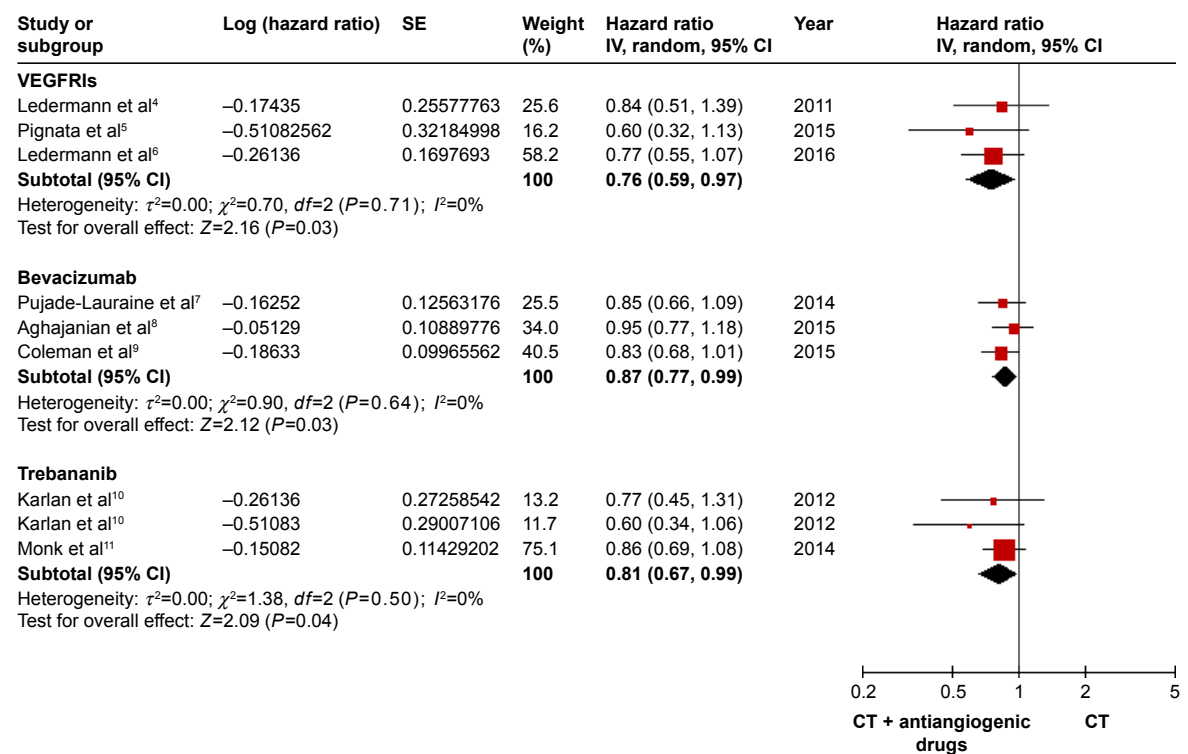 Study or subgroup Log (hazard ratio) SE Weight (%) Hazard ratio IV, random, 95% CI Year Hazard ratio IV, random, 95% CI
VEGFRIs
Ledermann et al⁴ –0.17435 0.25577763 25.6 0.84 (0.51, 1.39) 2011
Pignata et al⁵ –0.51082562 0.32184998 16.2 0.60 (0.32, 1.13) 2015
Ledermann et al⁶ –0.26136 0.1697693 58.2 0.77 (0.55, 1.07) 2016
Subtotal (95% CI) 100 0.76 (0.59, 0.97)
Heterogeneity: τ²=0.00; χ²=0.70, df=2 (P=0.71); I²=0%
Test for overall effect: Z=2.16 (P=0.03)
Bevacizumab
Pujade-Lauraine et al⁷ –0.16252 0.12563176 25.5 0.85 (0.66, 1.09) 2014
Aghajanian et al⁸ –0.05129 0.10889776 34.0 0.95 (0.77, 1.18) 2015
Coleman et al⁹ –0.18633 0.09965562 40.5 0.83 (0.68, 1.01) 2015
Subtotal (95% CI) 100 0.87 (0.77, 0.99)
Heterogeneity: τ²=0.00; χ²=0.90, df=2 (P=0.64); I²=0%
Test for overall effect: Z=2.12 (P=0.03)
Trebananib
Karlan et al¹⁰ –0.26136 0.27258542 13.2 0.77 (0.45, 1.31) 2012
Karlan et al¹⁰ –0.51083 0.29007106 11.7 0.60 (0.34, 1.06) 2012
Monk et al¹¹ –0.15082 0.11429202 75.1 0.86 (0.69, 1.08) 2014
Subtotal (95% CI) 100 0.81 (0.67, 0.99)
Heterogeneity: τ²=0.00; χ²=1.38, df=2 (P=0.50); I²=0%
Test for overall effect: Z=2.09 (P=0.04)
0.2 0.5 1 2 5
CT + antiangiogenic CT
drugs